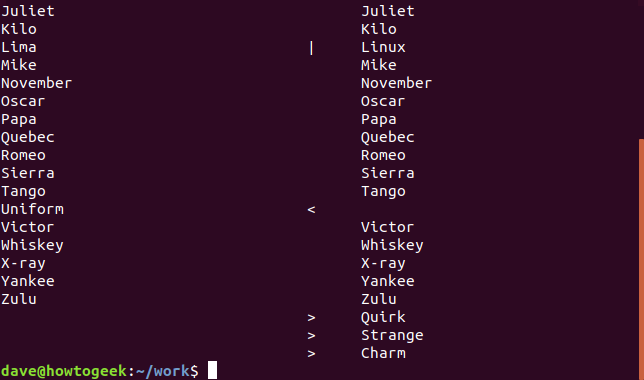 Juliet                                  Juliet
Kilo                                    Kilo
Lima                              |     Linux
Mike                                    Mike
November                                November
Oscar                                   Oscar
Papa                                    Papa
Quebec                                  Quebec
Romeo                                   Romeo
Sierra                                  Sierra
Tango                                   Tango
Uniform                           <
Victor                                  Victor
Whiskey                                 Whiskey
X-ray                                   X-ray
Yankee                                  Yankee
Zulu                                    Zulu
                                  >     Quirk
                                  >     Strange
                                  >     Charm
dave@howtogeek:~/work$